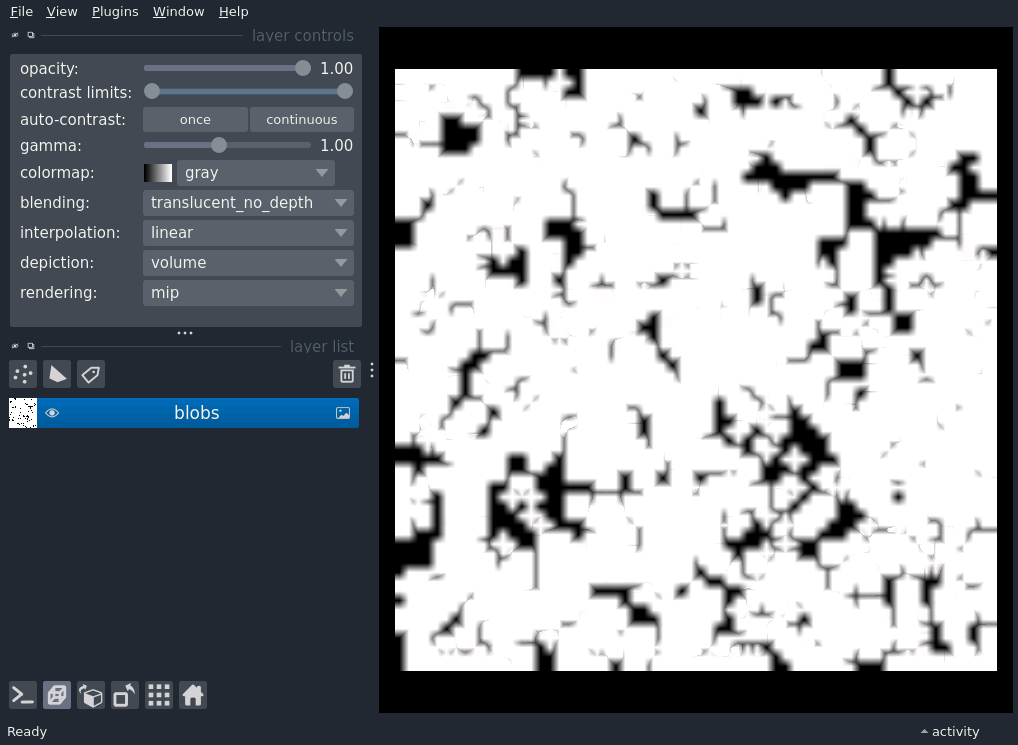 File View Plugins Window Help
layer controls
opacity: 1.00
contrast limits:
auto-contrast: once continuous
gamma: 1.00
colormap: gray
blending: translucent_no_depth
interpolation: linear
depiction: volume
rendering: mip
layer list
blobs
Ready activity